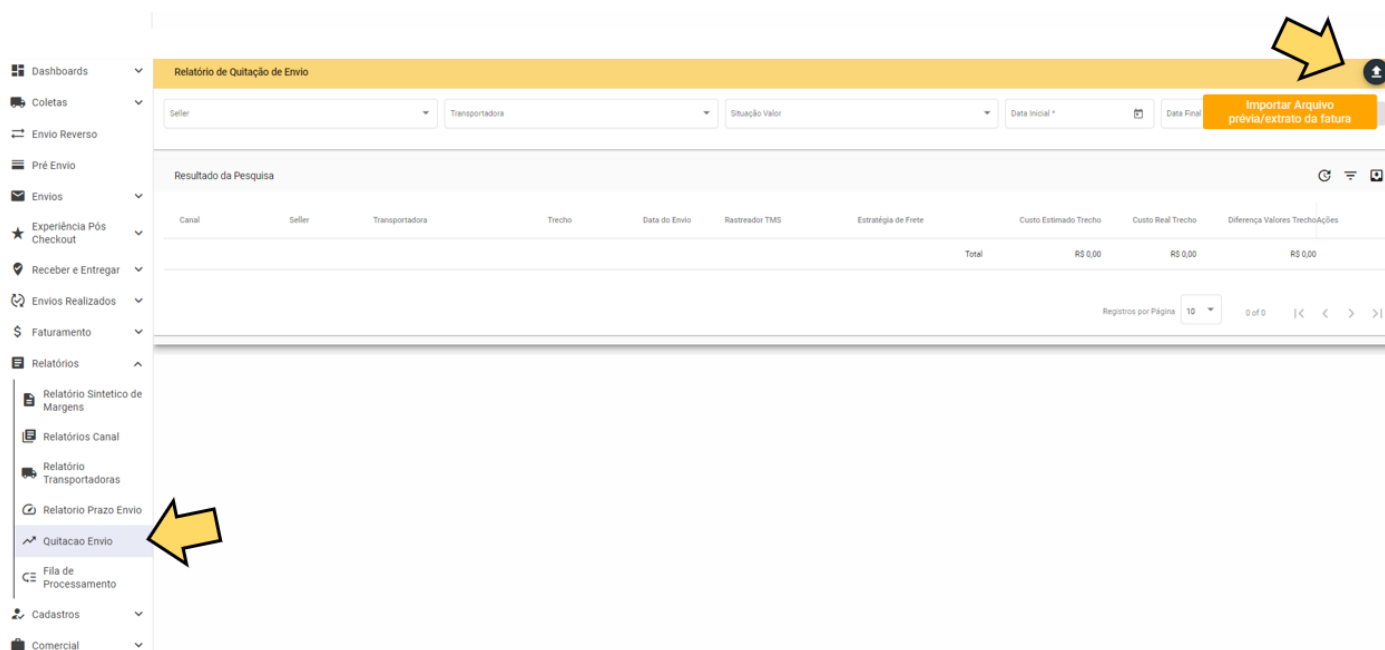 Dashboards
Coletas
Envio Reverso
Pré Envio
Envios
Experiência Pós
Checkout
Receber e Entregar
Envios Realizados
Faturamento
Relatórios
Relatório Sintetico de
Margens
Relatórios Canal
Relatório
Transportadoras
Relatorio Prazo Envio
Quitacao Envio
Fila de
Processamento
Cadastros
Comercial
Relatório de Quitação de Envio
Seller Transportadora Situação Valor Data Inicial * Data Final
Importar Arquivo
prévia/extrato da fatura
Resultado da Pesquisa
Canal Seller Transportadora Trecho Data do Envio Rastreador TMS Estratégia de Frete Custo Estimado Trecho Custo Real Trecho Diferença Valores Trecho Ações
Total R$ 0,00 R$ 0,00 R$ 0,00
Registros por Página 10 0 of 0